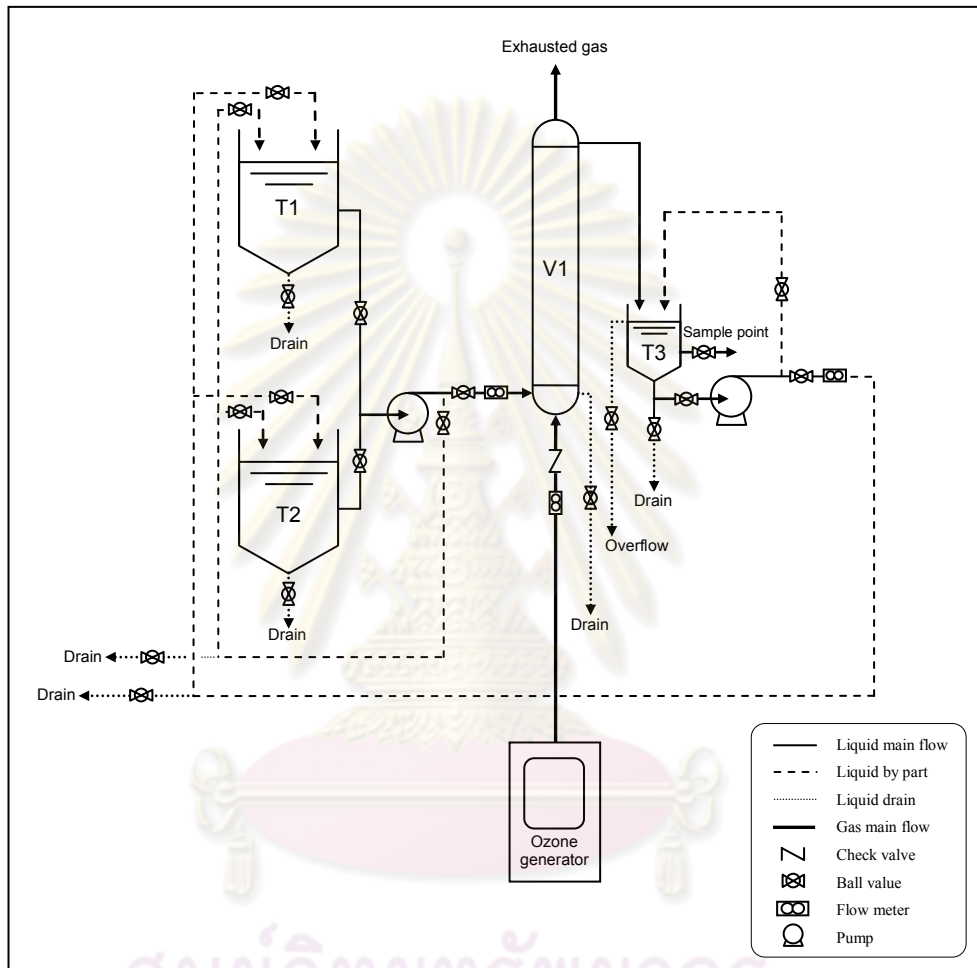 Exhausted gas
T1
V1
Sample point
T3
Drain
T2
Drain
Overflow
Drain
Drain
Drain
Drain
Ozone
generator
Liquid main flow
Liquid by part
Liquid drain
Gas main flow
Check valve
Ball value
Flow meter
Pump